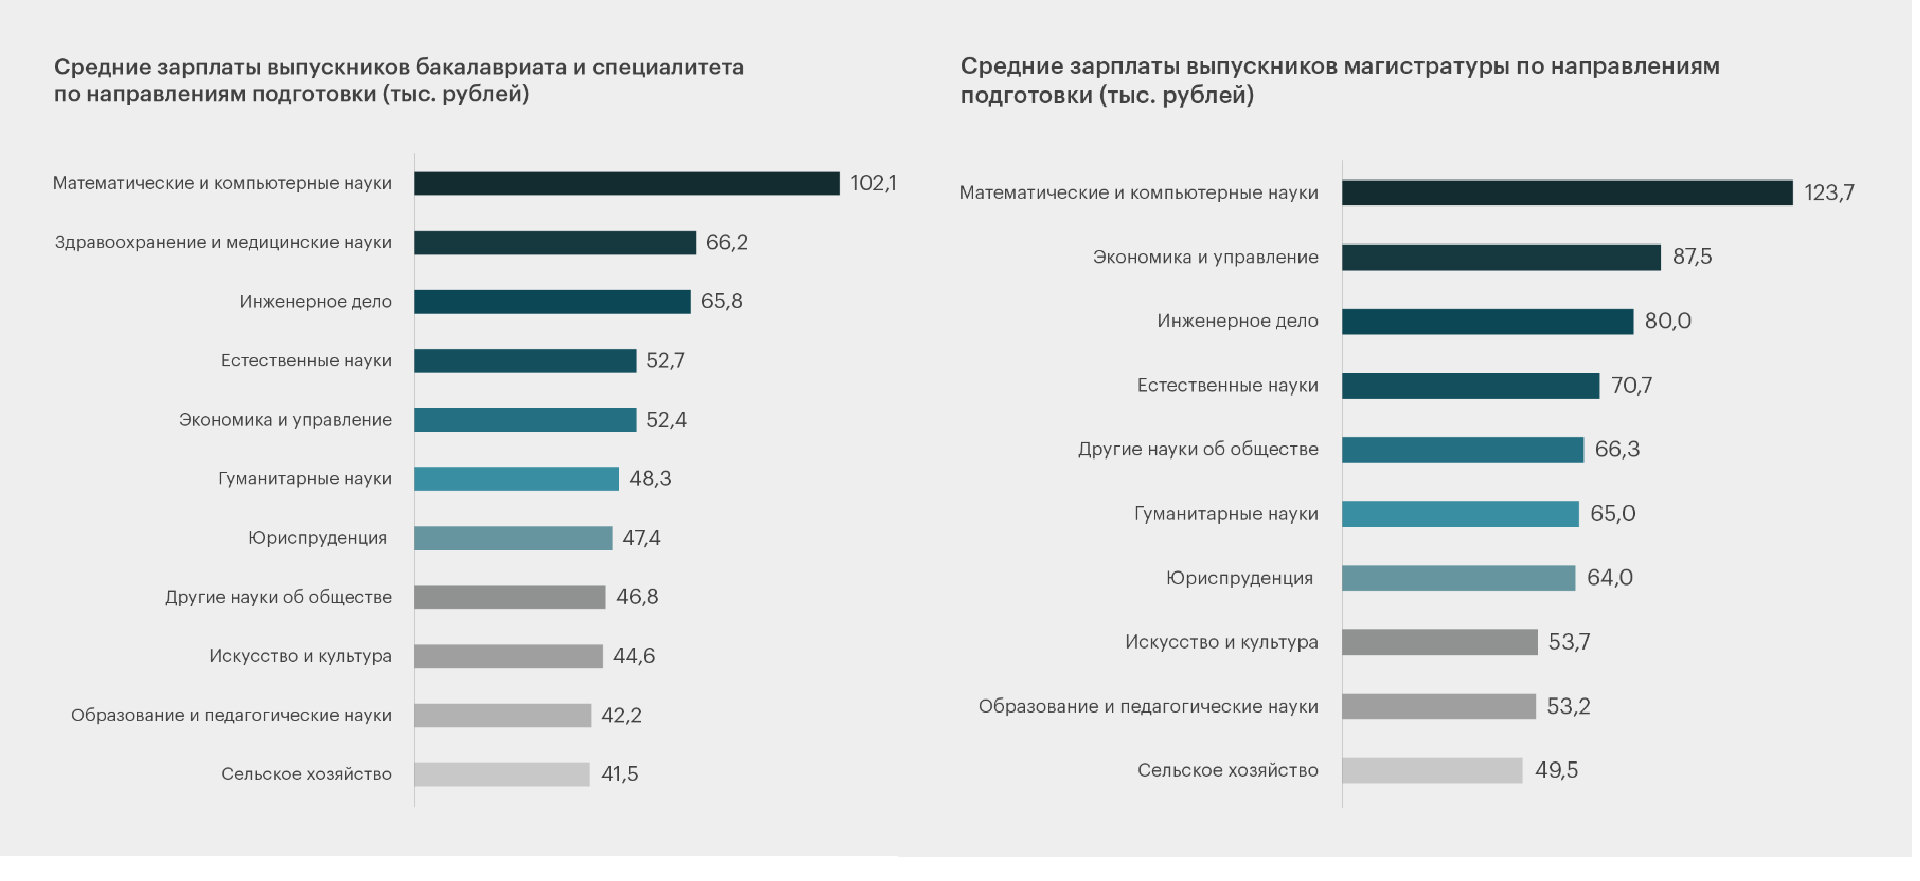 Средние зарплаты выпускников бакалавриата и специалитета
по направлениям подготовки (тыс. рублей)
Математические и компьютерные науки 102,1
Здравоохранение и медицинские науки 66,2
Инженерное дело 65,8
Естественные науки 52,7
Экономика и управление 52,4
Гуманитарные науки 48,3
Юриспруденция 47,4
Другие науки об обществе 46,8
Искусство и культура 44,6
Образование и педагогические науки 42,2
Сельское хозяйство 41,5
Средние зарплаты выпускников магистратуры по направлениям
подготовки (тыс. рублей)
Математические и компьютерные науки 123,7
Экономика и управление 87,5
Инженерное дело 80,0
Естественные науки 70,7
Другие науки об обществе 66,3
Гуманитарные науки 65,0
Юриспруденция 64,0
Искусство и культура 53,7
Образование и педагогические науки 53,2
Сельское хозяйство 49,5